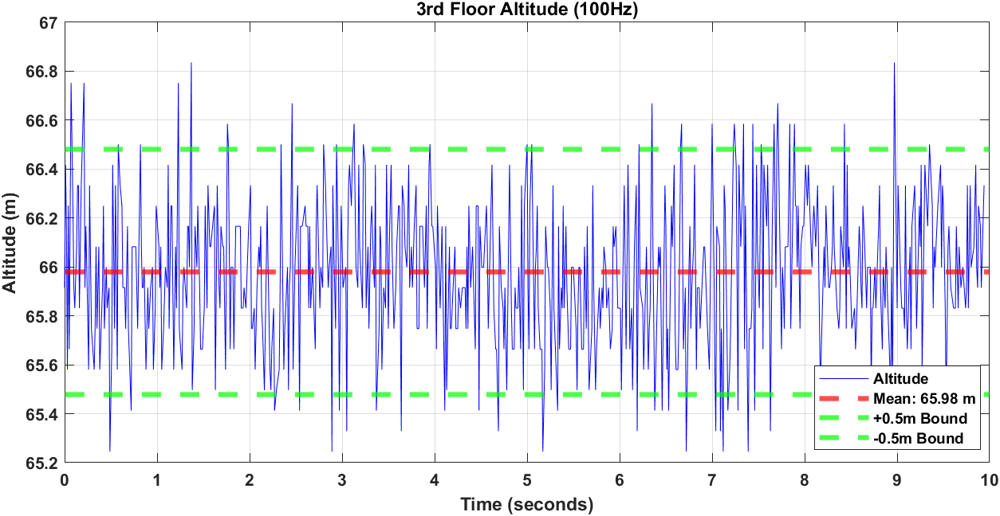 3rd Floor Altitude (100Hz)
67
66.8
66.6
66.4
66.2
66
65.8
65.6
65.4
65.2
Altitude (m)
Altitude
Mean: 65.98 m
+0.5m Bound
-0.5m Bound
0 1 2 3 4 5 6 7 8 9 10
Time (seconds)